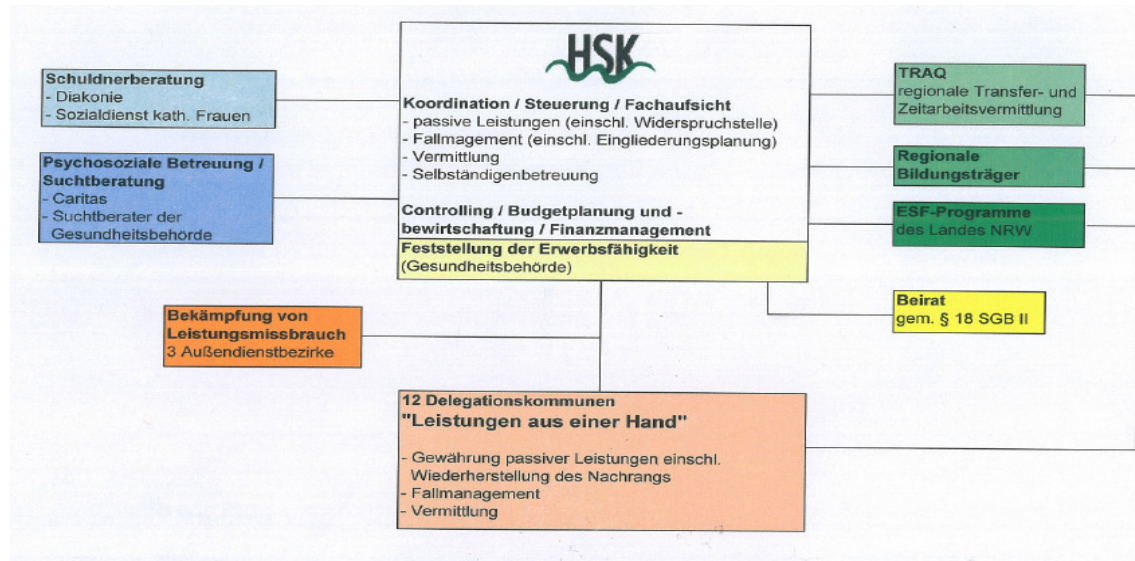 HSK
Schuldnerberatung
- Diakonie
- Sozialdienst kath. Frauen
Psychosoziale Betreuung /
Suchtberatung
- Caritas
- Suchtberater der
Gesundheitsbehörde
Koordination / Steuerung / Fachaufsicht
- passive Leistungen (einschl. Widerspruchstelle)
- Fallmagement (einschl. Eingliederungsplanung)
- Vermittlung
- Selbständigenbetreuung
Controlling / Budgetplanung und -
bewirtschaftung / Finanzmanagement
Feststellung der Erwerbsfähigkeit
(Gesundheitsbehörde)
TRAQ
regionale Transfer- und
Zeitarbeitsvermittlung
Regionale
Bildungsträger
ESF-Programme
des Landes NRW
Beirat
gem. § 18 SGB II
Bekämpfung von
Leistungsmissbrauch
3 Außendienstbezirke
12 Delegationskommunen
"Leistungen aus einer Hand"
- Gewährung passiver Leistungen einschl.
Wiederherstellung des Nachrangs
- Fallmanagement
- Vermittlung